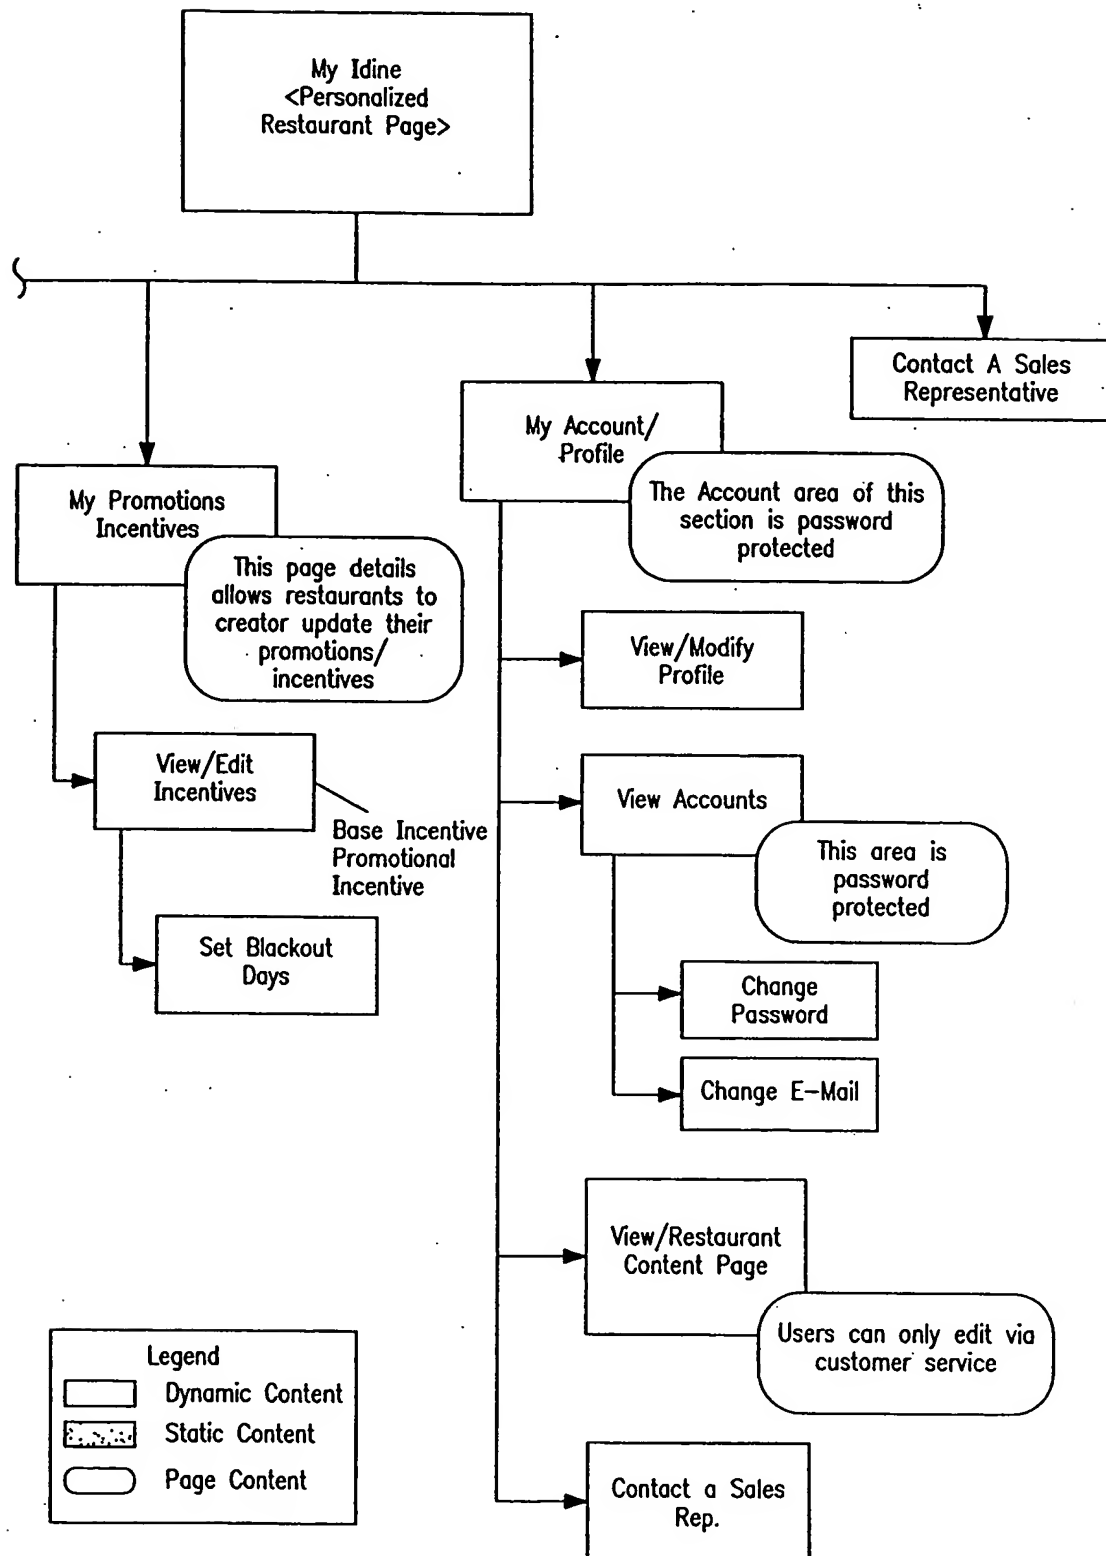 My Idine
<Personalized
Restaurant Page>
Contact A Sales
Representative
My Account/
Profile
The Account area of this
section is password
protected
My Promotions
Incentives
This page details
allows restaurants to
creator update their
promotions/
incentives
View/Modify
Profile
View/Edit
Incentives
Base Incentive
Promotional
Incentive
View Accounts
This area is
password
protected
Set Blackout
Days
Change
Password
Change E-Mail
View/Restaurant
Content Page
Users can only edit via
customer service
Legend
Dynamic Content
Static Content
Page Content
Contact a Sales
Rep.